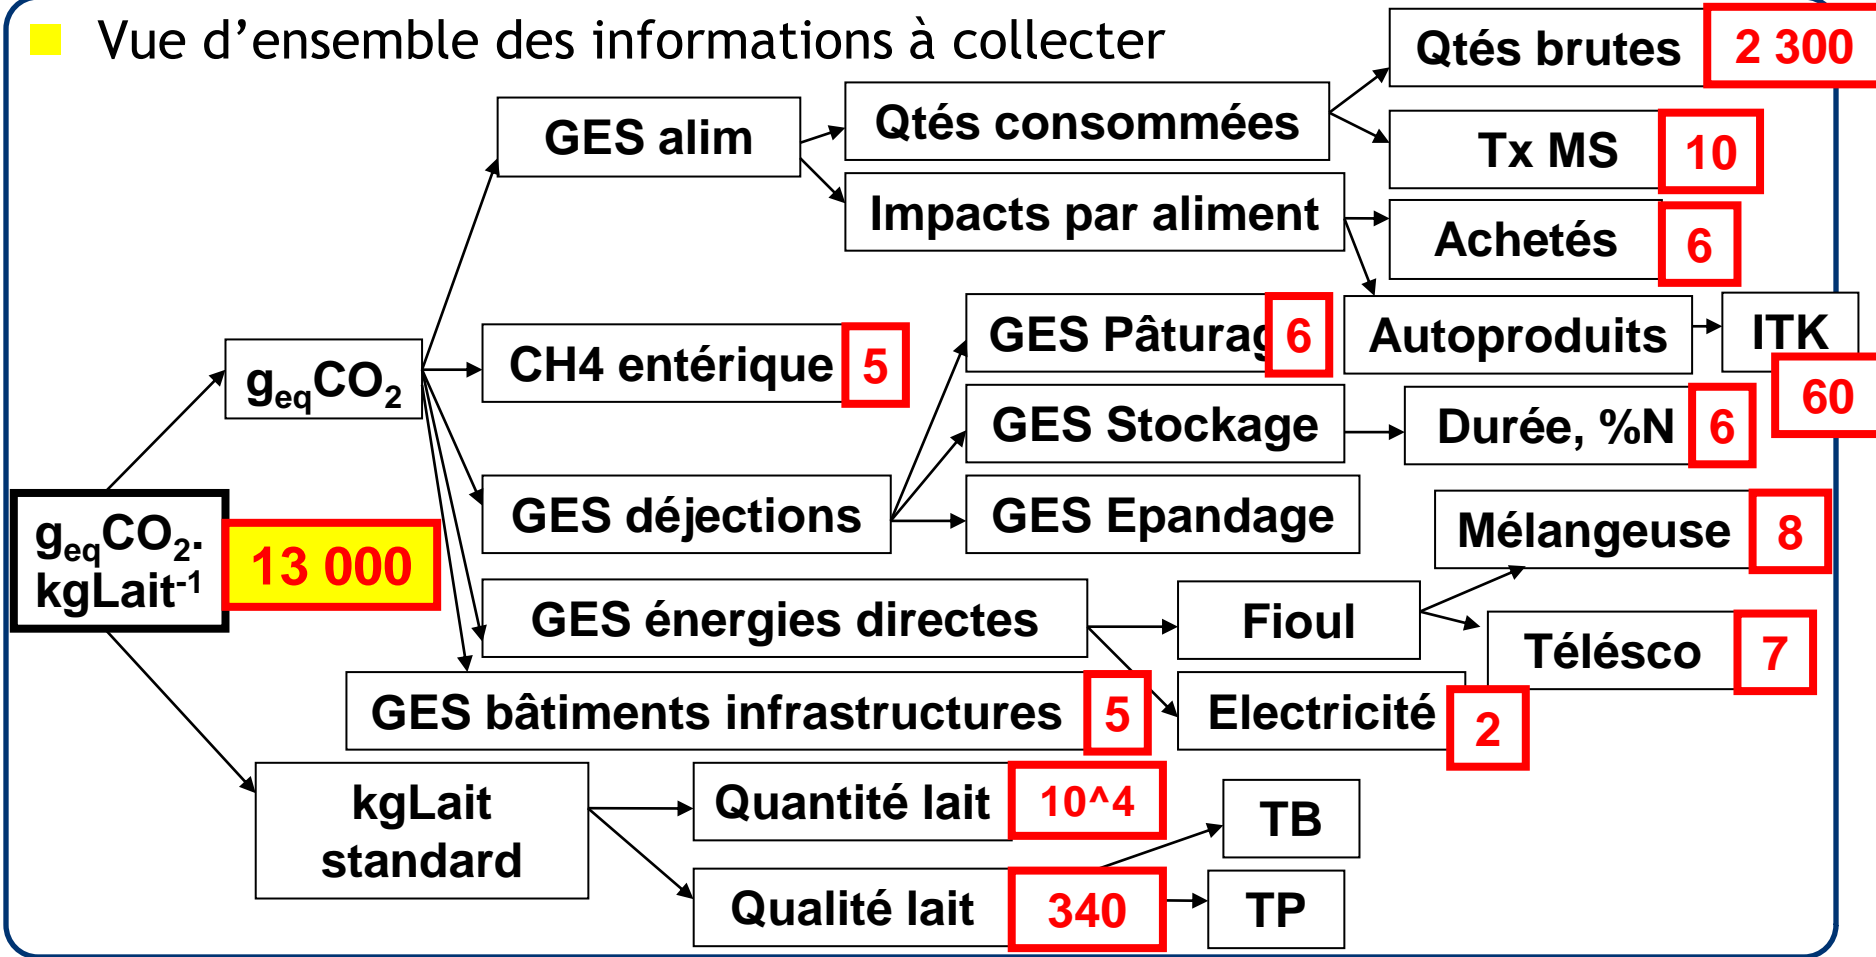 Vue d’ensemble des informations à collecter
Qtés brutes
2 300
GES alim
Qtés consommées
Tx MS
10
Impacts par aliment
Achetés
6
GES Pâturag
6
Autoproduits
ITK
60
geqCO2
CH4 entérique
5
GES Stockage
Durée, %N
6
GES déjections
GES Epandage
Mélangeuse
8
geqCO2.
kgLait-1
13 000
GES énergies directes
Fioul
Télésco
7
GES bâtiments infrastructures
5
Electricité
2
kgLait
standard
Quantité lait
10^4
TB
Qualité lait
340
TP